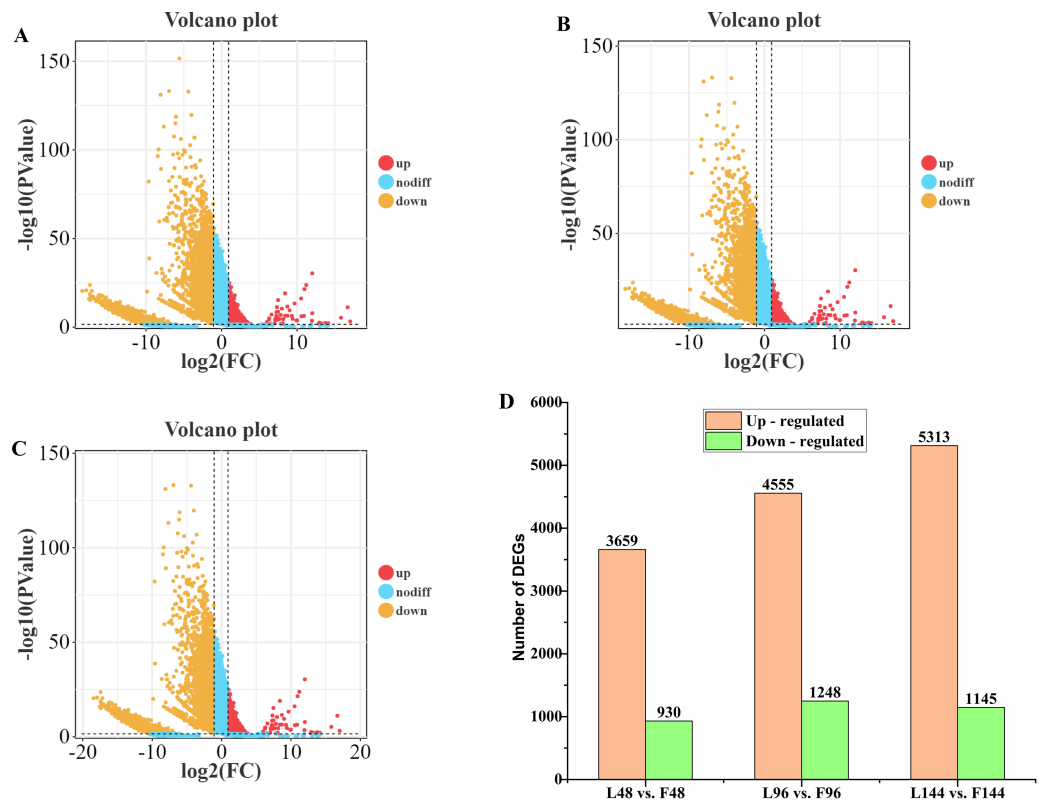 A
Volcano plot
-log10(PValue)
150
100
50
0
-10
0
10
log2(FC)
up
nodiff
down
B
Volcano plot
-log10(PValue)
150
100
50
-10
0
10
log2(FC)
up
nodiff
down
C
Volcano plot
-log10(PValue)
150
100
50
0
-20
-10
0
10
20
log2(FC)
up
nodiff
down
D
Number of DEGs
6000
5000
4000
3000
2000
1000
0
Up - regulated
Down - regulated
3659
930
4555
1248
5313
1145
L48 vs. F48
L96 vs. F96
L144 vs. F144